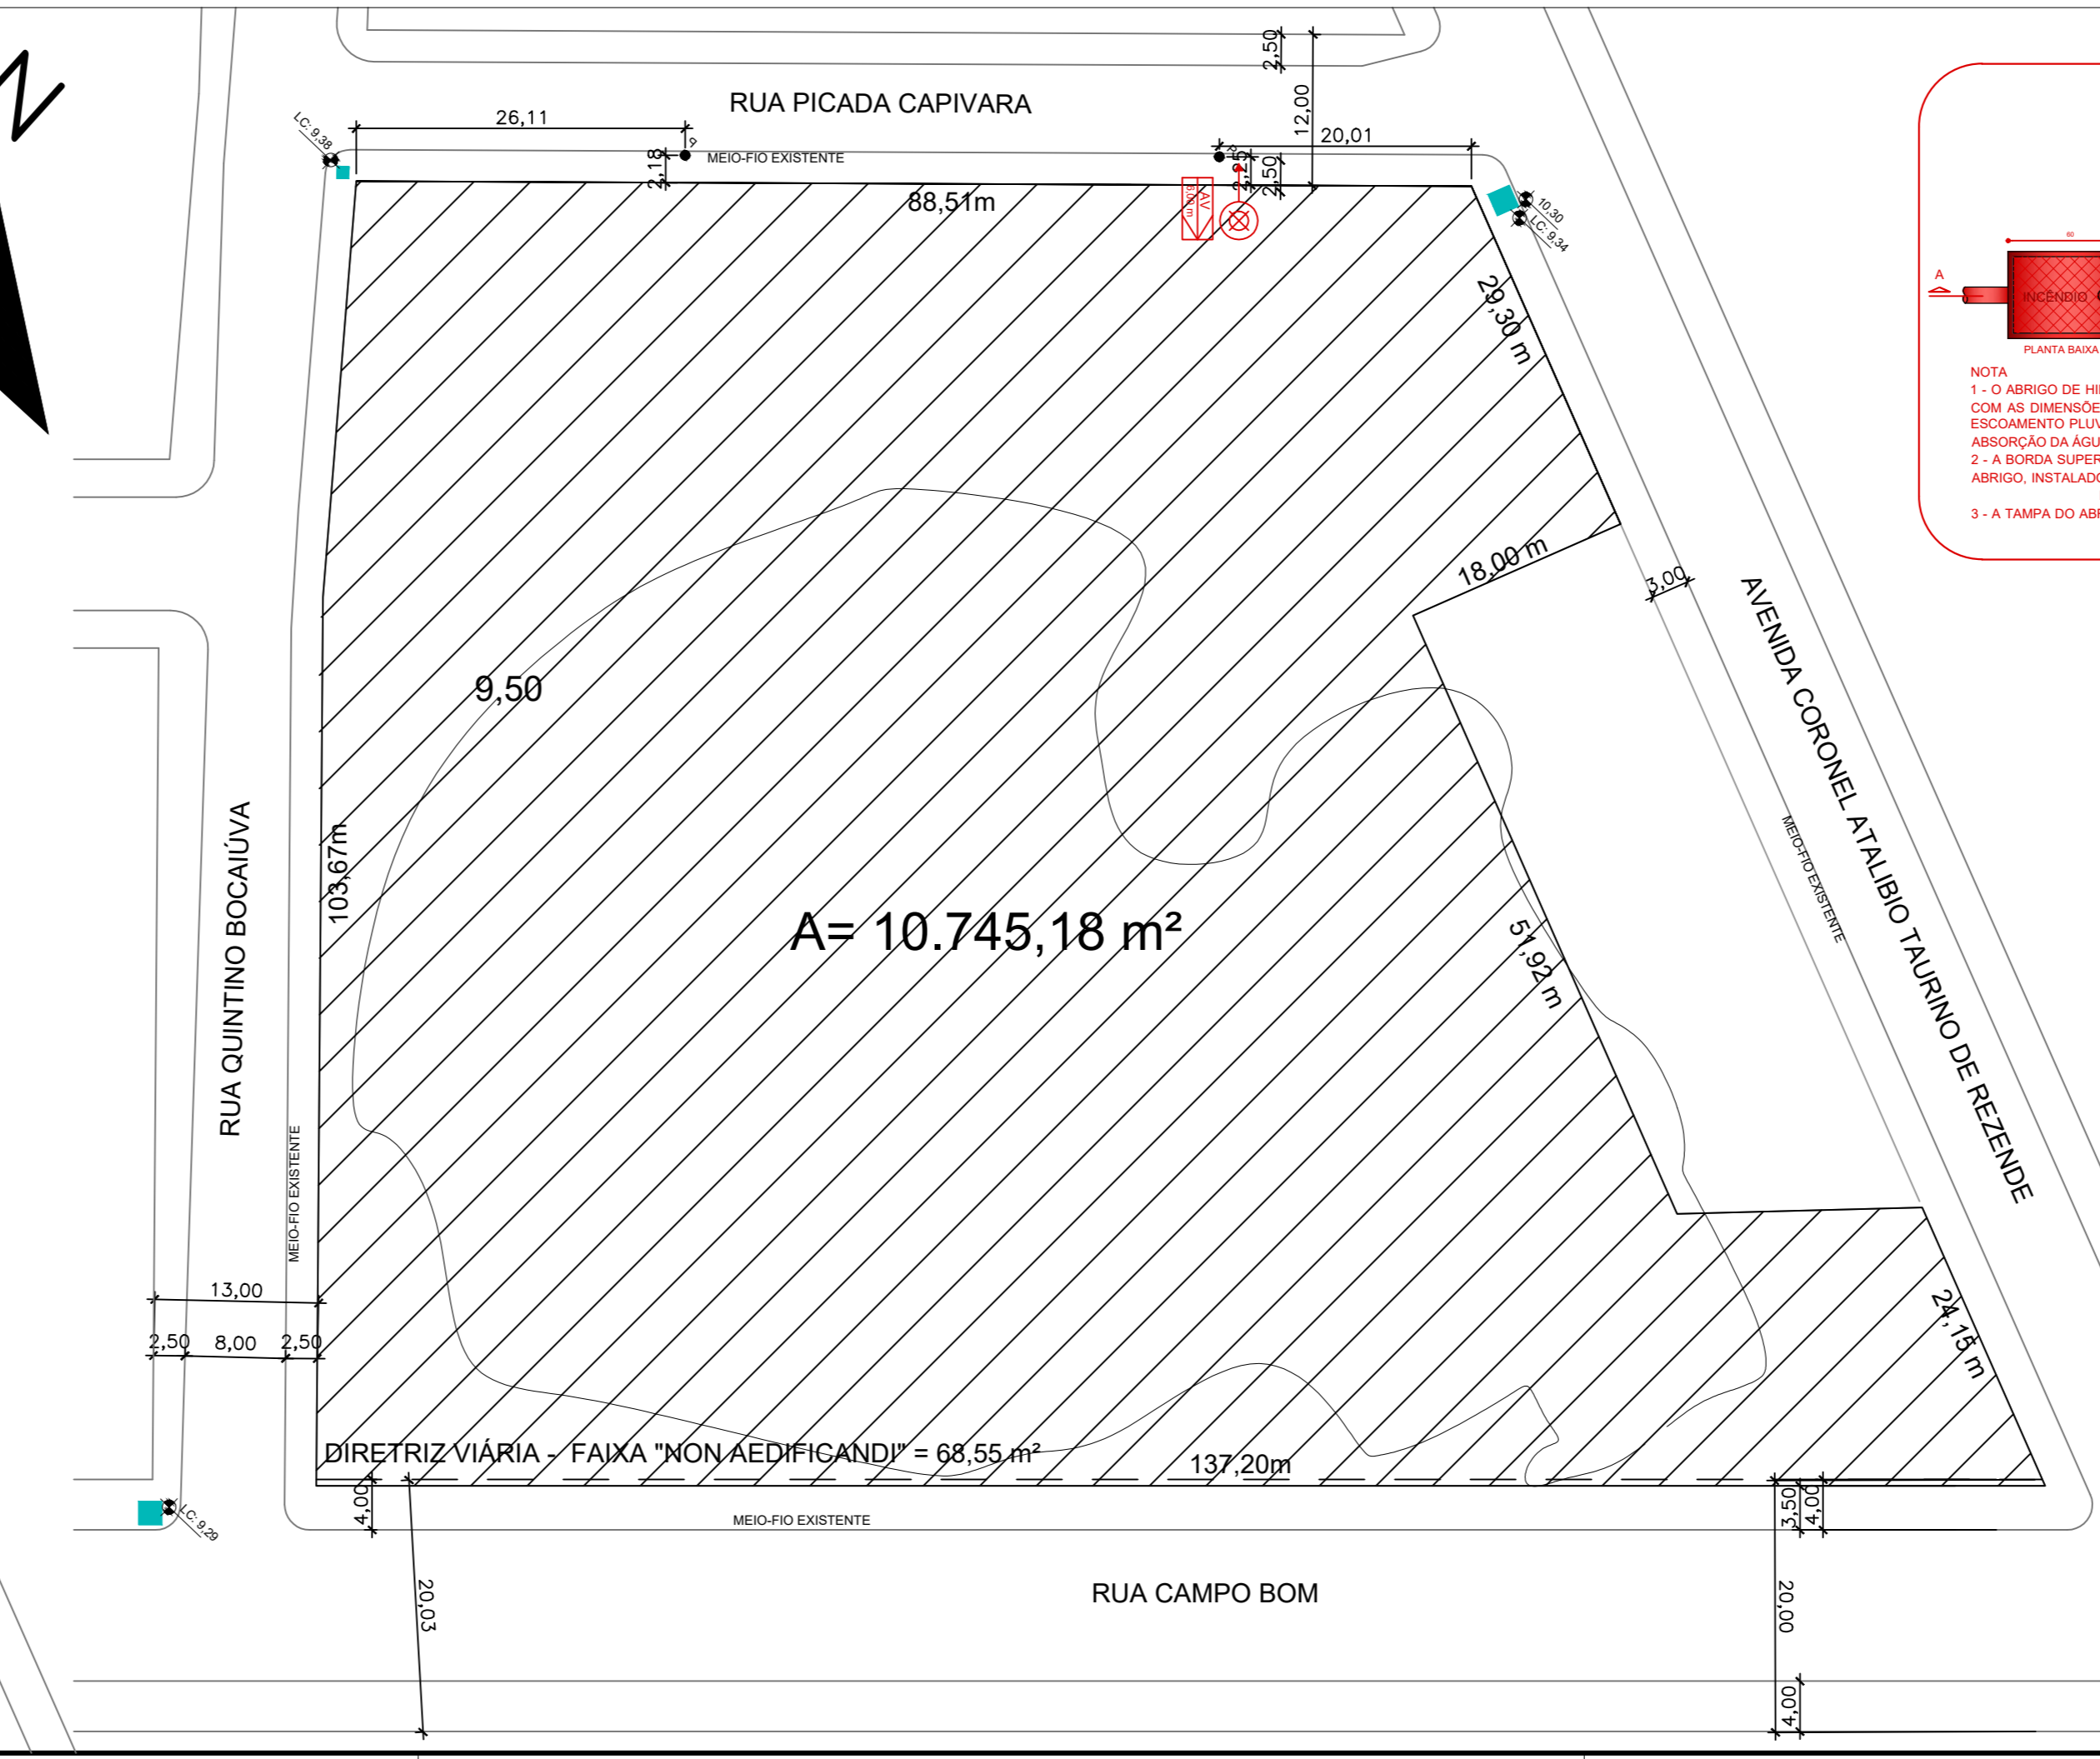 N
RUA PICADA CAPIVARA
2,50
12,00
26,11
20,01
LC: 9,38
2,18
P
MEIO-FIO EXISTENTE
2,25
2,50
88,51m
AV
10,30
LC: 9,34
29,30 m
18,00 m
3,00
60
A
INCÊNDIO
PLANTA BAIXA
NOTA
1 - O ABRIGO DE HI
COM AS DIMENSÕE
ESCOAMENTO PLUV
ABSORÇÃO DA ÁGU
2 - A BORDA SUPER
ABRIGO, INSTALADO
3 - A TAMPA DO ABR
AVENIDA CORONEL ATALIBIO TAURINO DE REZENDE
MEIO-FIO EXISTENTE
9,50
103,67m
RUA QUINTINO BOCAIÚVA
MEIO-FIO EXISTENTE
A= 10.745,18 m²
51,92 m
24,15 m
13,00
2,50
8,00
2,50
DIRETRIZ VIÁRIA - FAIXA "NON AEDIFICANDI" = 68,55 m²
137,20m
4,00
3,50
4,00
LC: 9,29
MEIO-FIO EXISTENTE
20,03
RUA CAMPO BOM
20,00
4,00